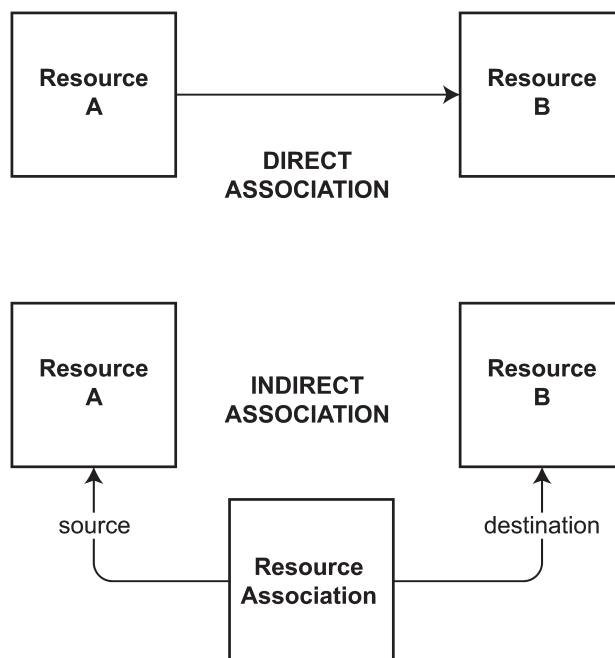 Resource
A
Resource
B
DIRECT
ASSOCIATION
Resource
A
INDIRECT
ASSOCIATION
Resource
B
source
destination
Resource
Association